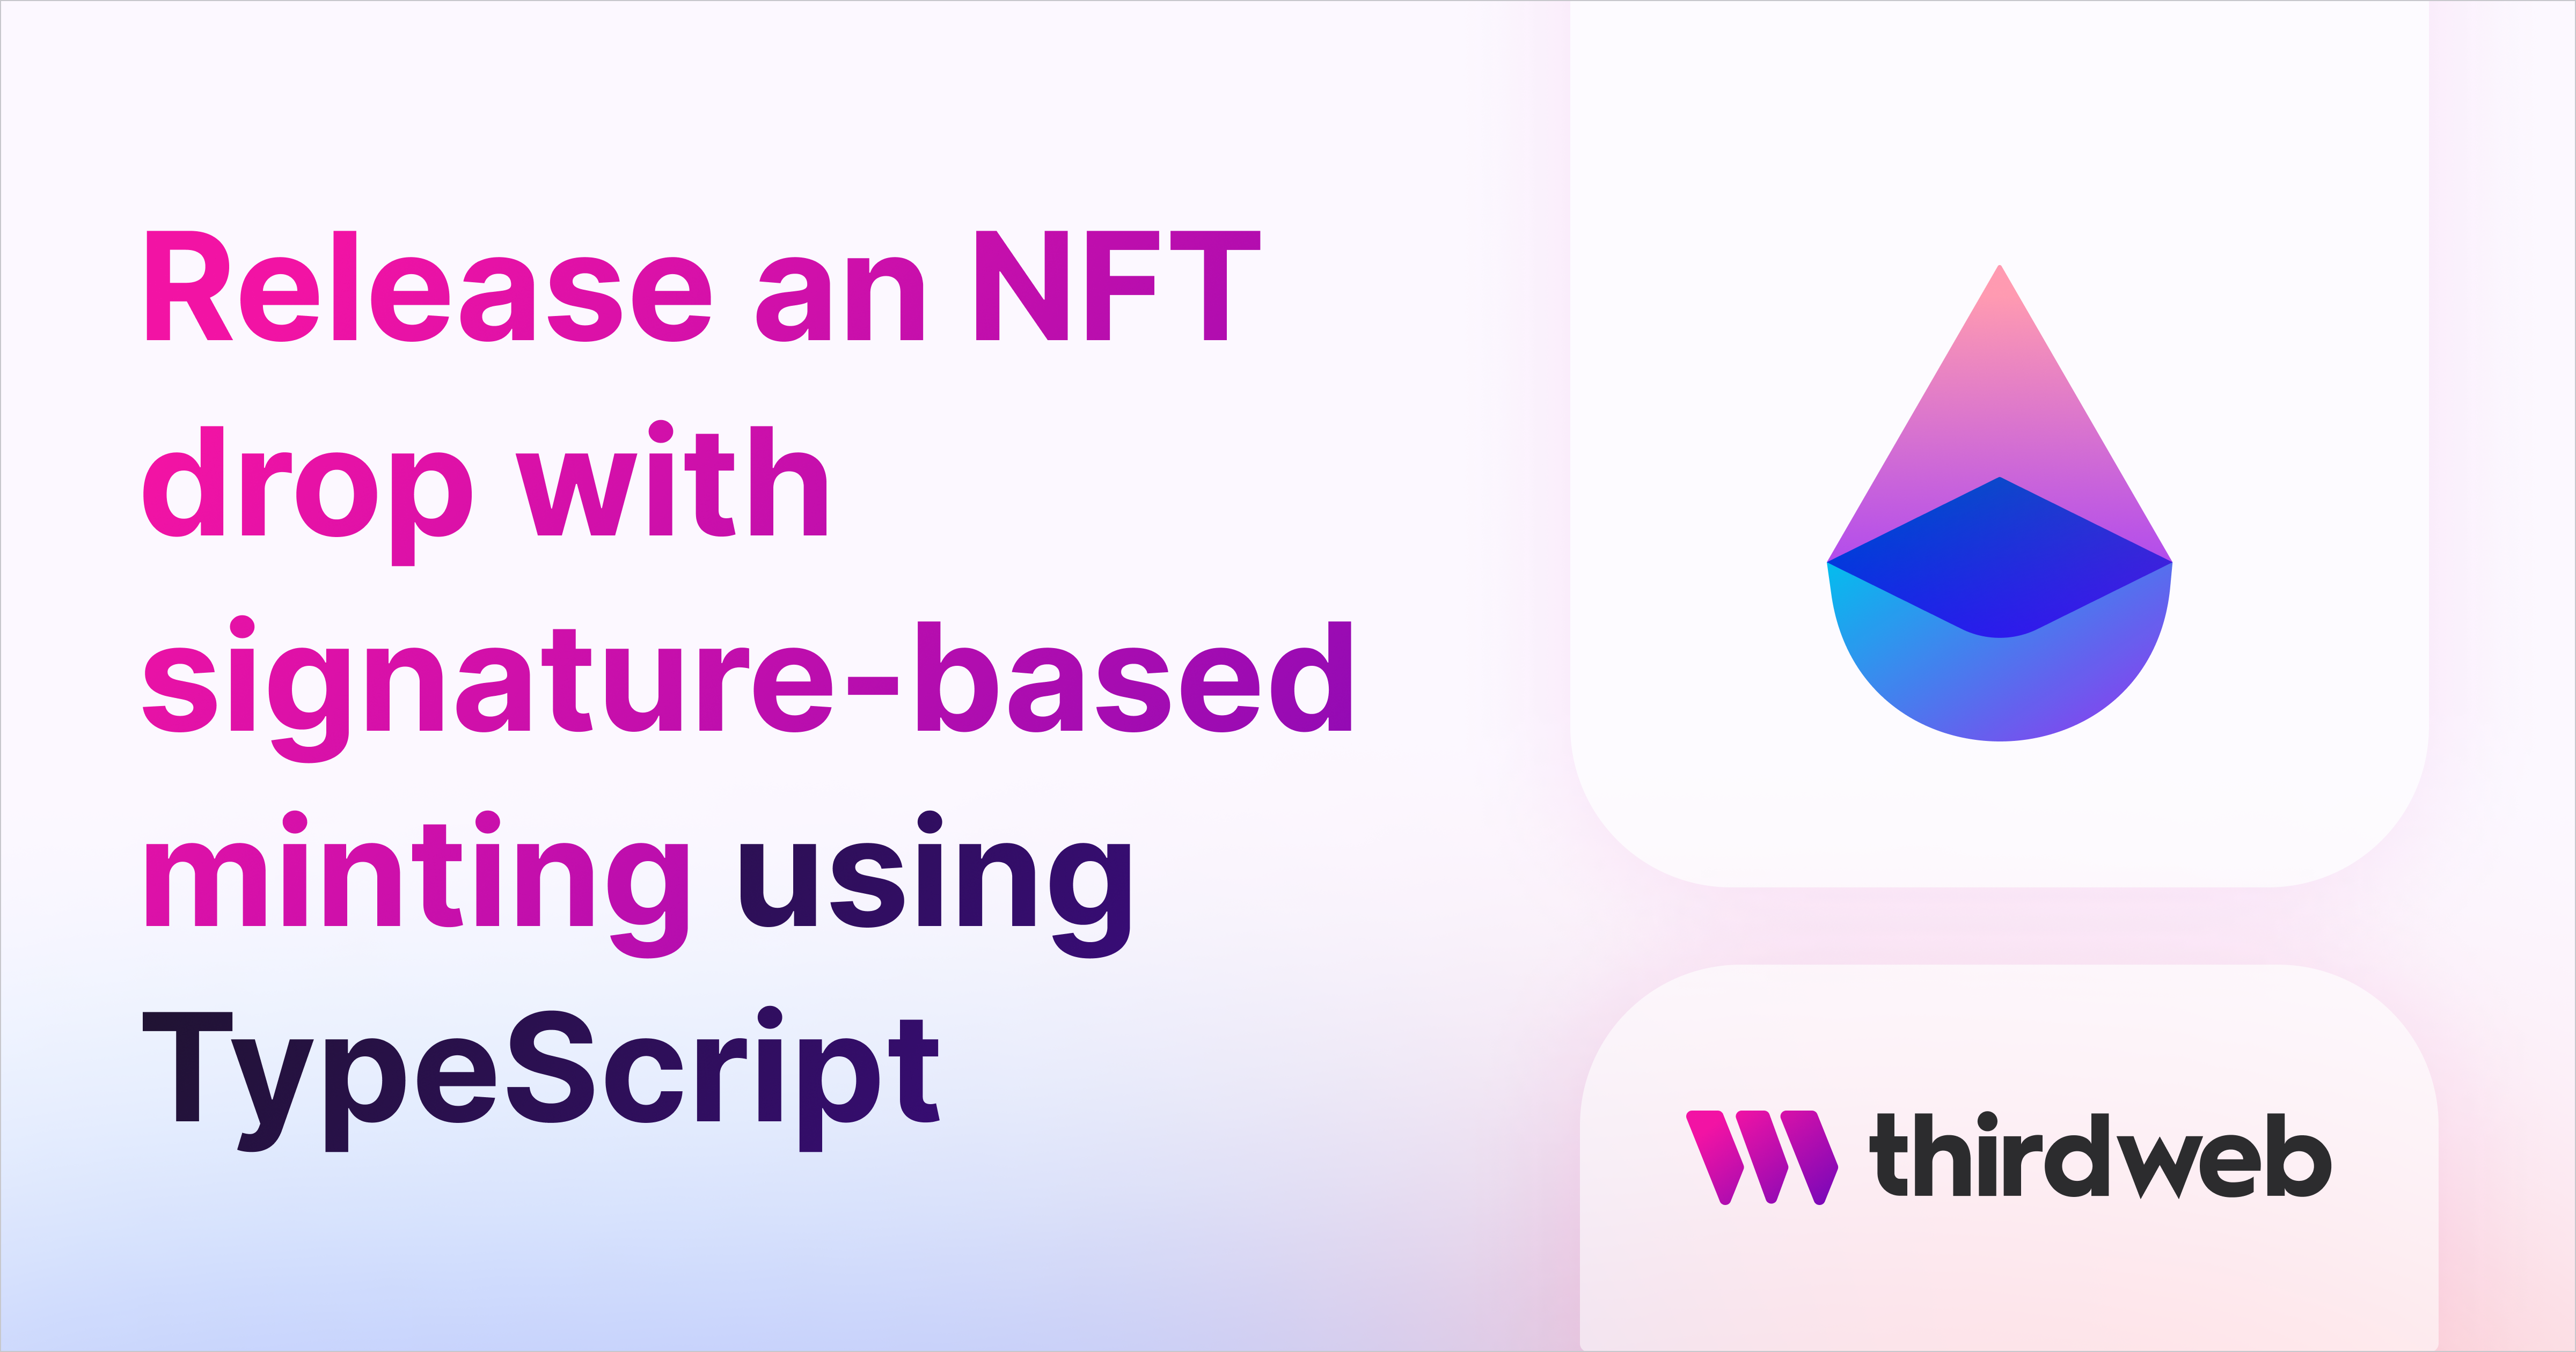 Release an NFT
drop with
signature-based
minting using
TypeScript
thirdweb